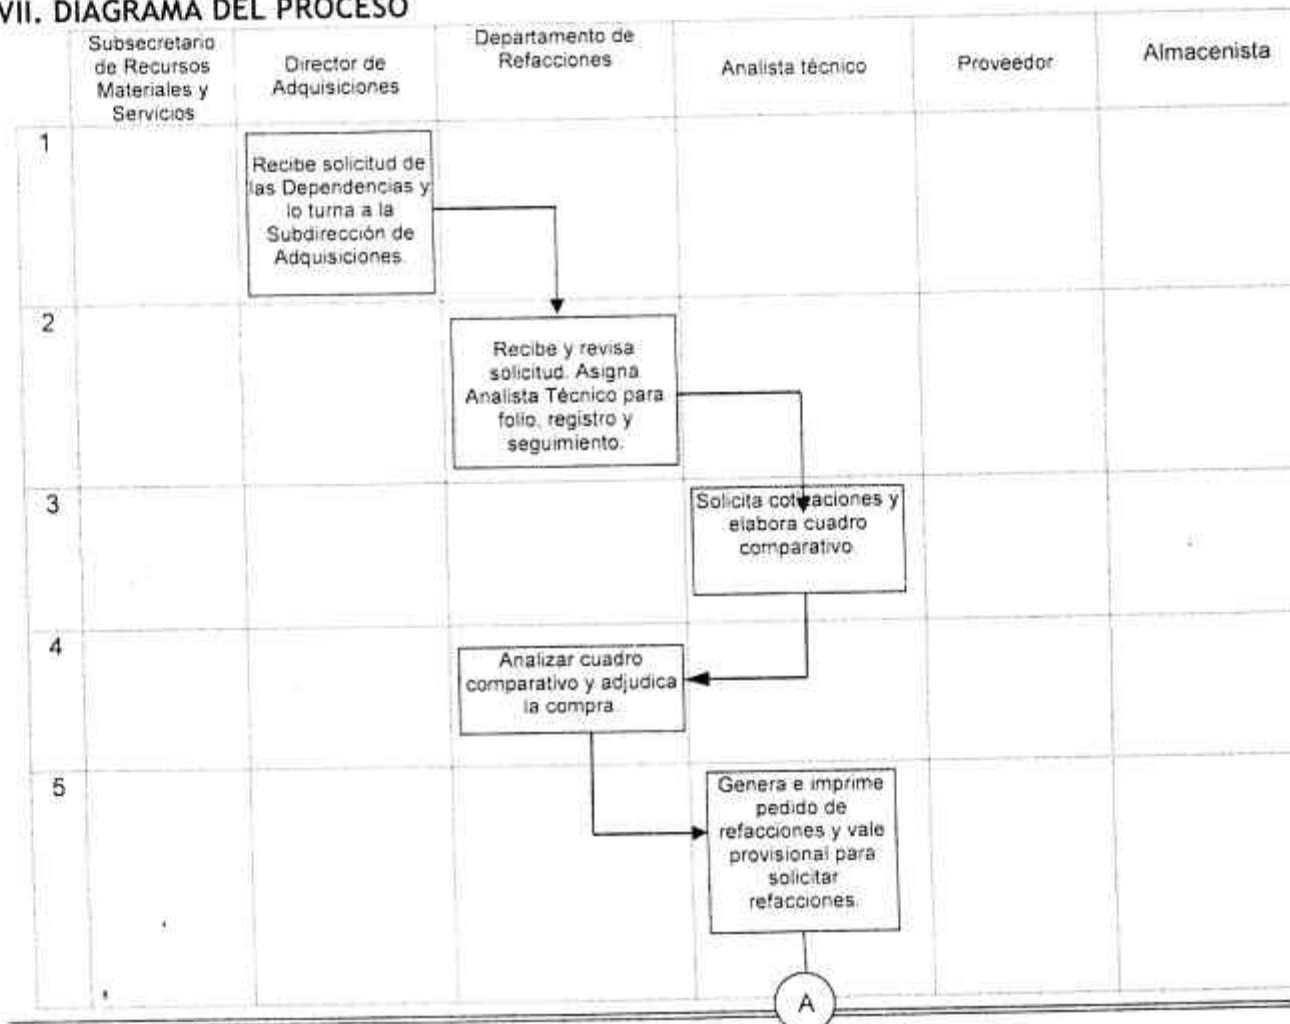 VII. DIAGRAMA DEL PROCESO
Subsecretario
de Recursos
Materiales y
Servicios
Director de
Adquisiciones
Departamento de
Refacciones
Analista técnico
Proveedor
Almacenista
1
Recibe solicitud de
las Dependencias y
lo turna a la
Subdirección de
Adquisiciones.
2
Recibe y revisa
solicitud. Asigna
Analista Técnico para
folio, registro y
seguimiento.
3
Solicita cotizaciones y
elabora cuadro
comparativo.
4
Analizar cuadro
comparativo y adjudica
la compra.
5
Genera e imprime
pedido de
refacciones y vale
provisional para
solicitar
refacciones.
A